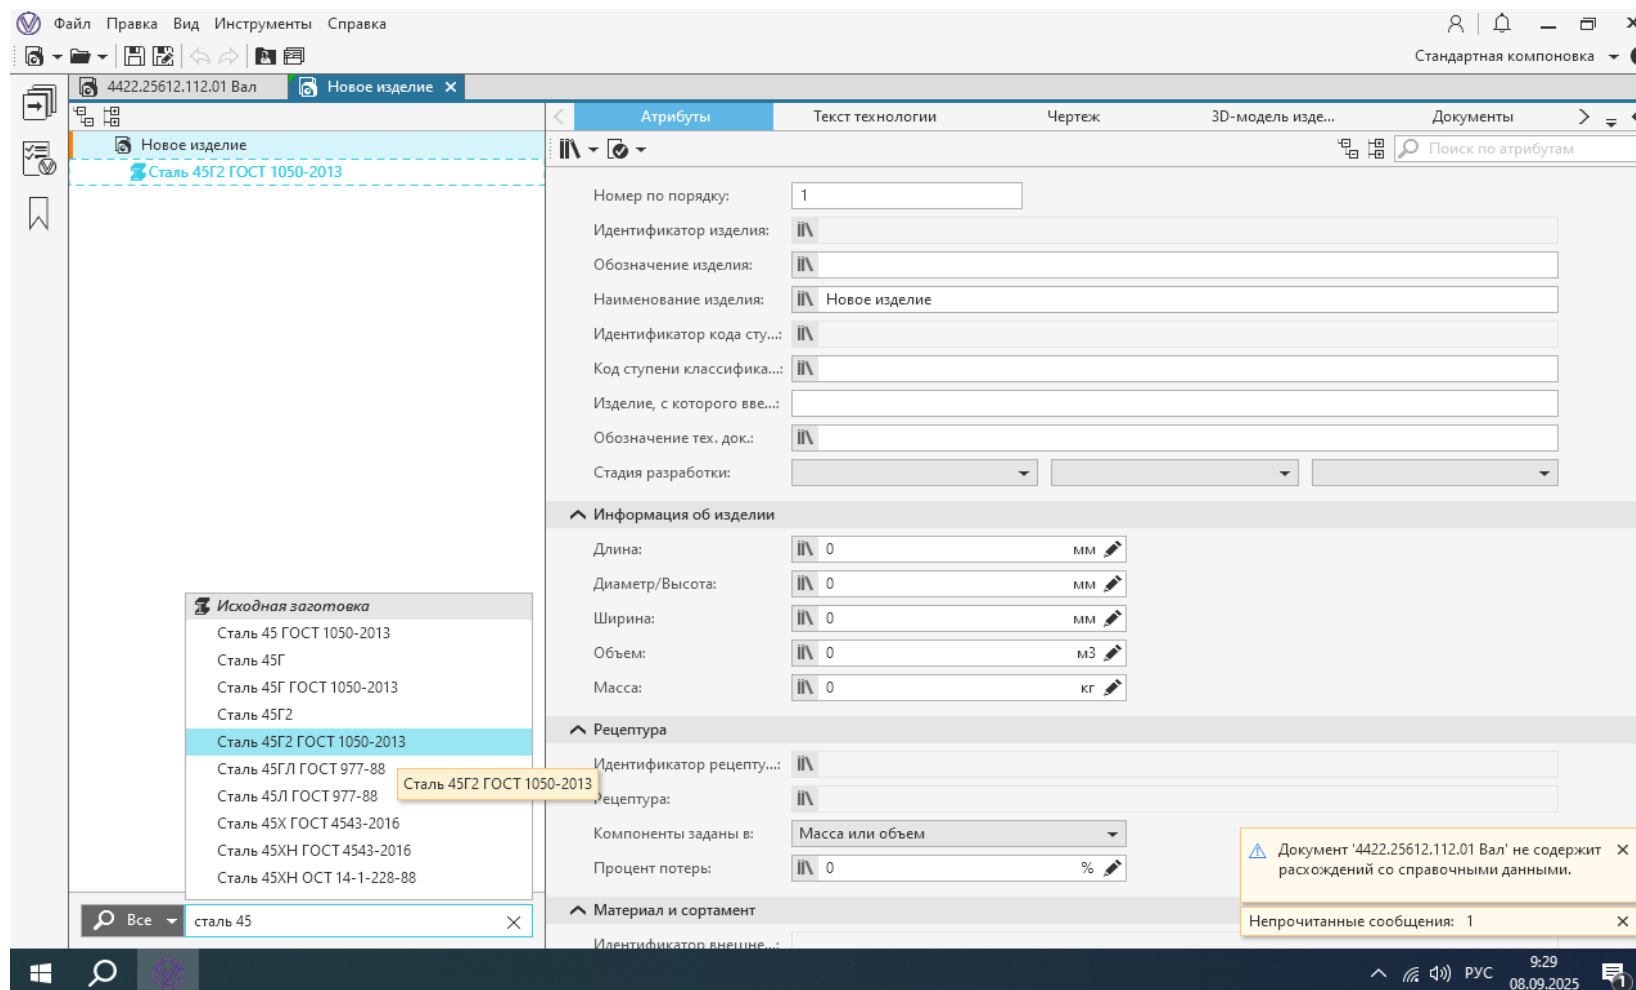 Файл Правка Вид Инструменты Справка
Стандартная компоновка
4422.25612.112.01 Вал
Новое изделие
Новое изделие
Сталь 45Г2 ГОСТ 1050-2013
Атрибуты Текст технологии Чертеж 3D-модель изде... Документы
Поиск по атрибутам
Номер по порядку: 1
Идентификатор изделия:
Обозначение изделия:
Наименование изделия: Новое изделие
Идентификатор кода сту...:
Код ступени классифика...:
Изделие, с которого вве...:
Обозначение тех. док.:
Стадия разработки:
Информация об изделии
Длина: 0 мм
Диаметр/Высота: 0 мм
Ширина: 0 мм
Объем: 0 м3
Масса: 0 кг
Рецептура
Идентификатор рецепту...:
Рецептура:
Компоненты заданы в: Масса или объем
Процент потерь: 0 %
Материал и сортамент
Идентификатор внешне...:
Исходная заготовка
Сталь 45 ГОСТ 1050-2013
Сталь 45Г
Сталь 45Г ГОСТ 1050-2013
Сталь 45Г2
Сталь 45Г2 ГОСТ 1050-2013
Сталь 45ГЛ ГОСТ 977-88
Сталь 45Г2 ГОСТ 1050-2013
Сталь 45Л ГОСТ 977-88
Сталь 45Х ГОСТ 4543-2016
Сталь 45ХН ГОСТ 4543-2016
Сталь 45ХН ОСТ 14-1-228-88
Все
сталь 45
Документ '4422.25612.112.01 Вал' не содержит
расхождений со справочными данными.
Непрочитанные сообщения: 1
РУС
9:29
08.09.2025
1